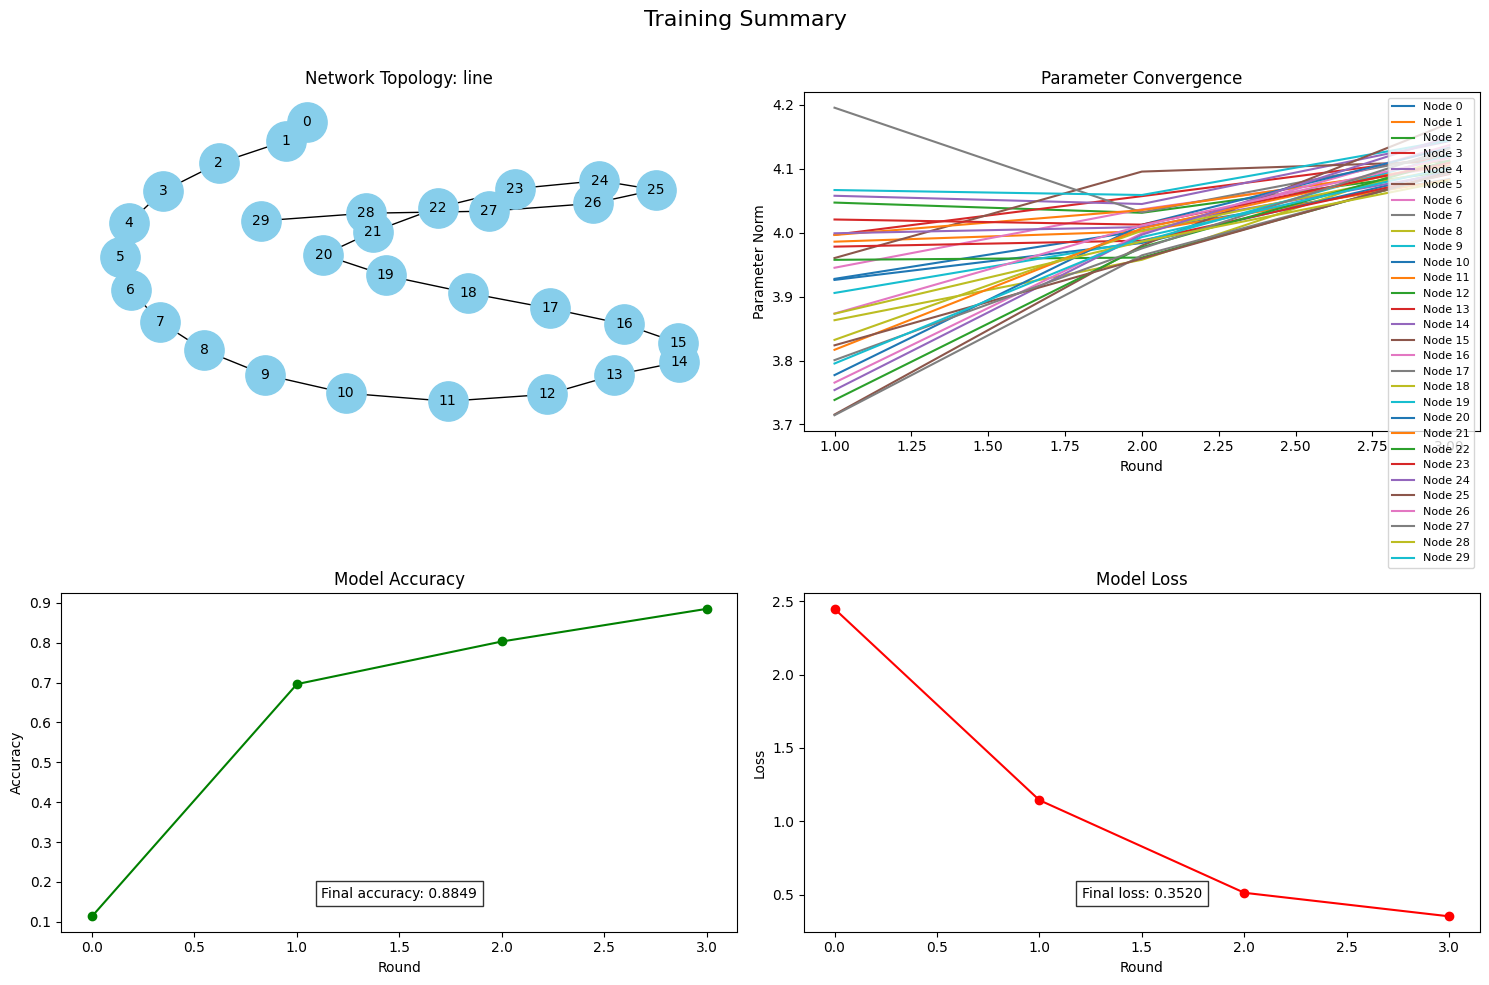 Training Summary
Network Topology: line
0
1
2
3
4
5
6
7
8
9
10
11
12
13
14
15
16
17
18
19
20
21
22
23
24
25
26
27
28
29
Parameter Convergence
Parameter Norm
4.2
4.1
4.0
3.9
3.8
3.7
1.00 1.25 1.50 1.75 2.00 2.25 2.50 2.75 3.00
Round
Node 0
Node 1
Node 2
Node 3
Node 4
Node 5
Node 6
Node 7
Node 8
Node 9
Node 10
Node 11
Node 12
Node 13
Node 14
Node 15
Node 16
Node 17
Node 18
Node 19
Node 20
Node 21
Node 22
Node 23
Node 24
Node 25
Node 26
Node 27
Node 28
Node 29
Model Accuracy
Accuracy
0.9
0.8
0.7
0.6
0.5
0.4
0.3
0.2
0.1
Final accuracy: 0.8849
0.0 0.5 1.0 1.5 2.0 2.5 3.0
Round
Model Loss
Loss
2.5
2.0
1.5
1.0
0.5
Final loss: 0.3520
0.0 0.5 1.0 1.5 2.0 2.5 3.0
Round